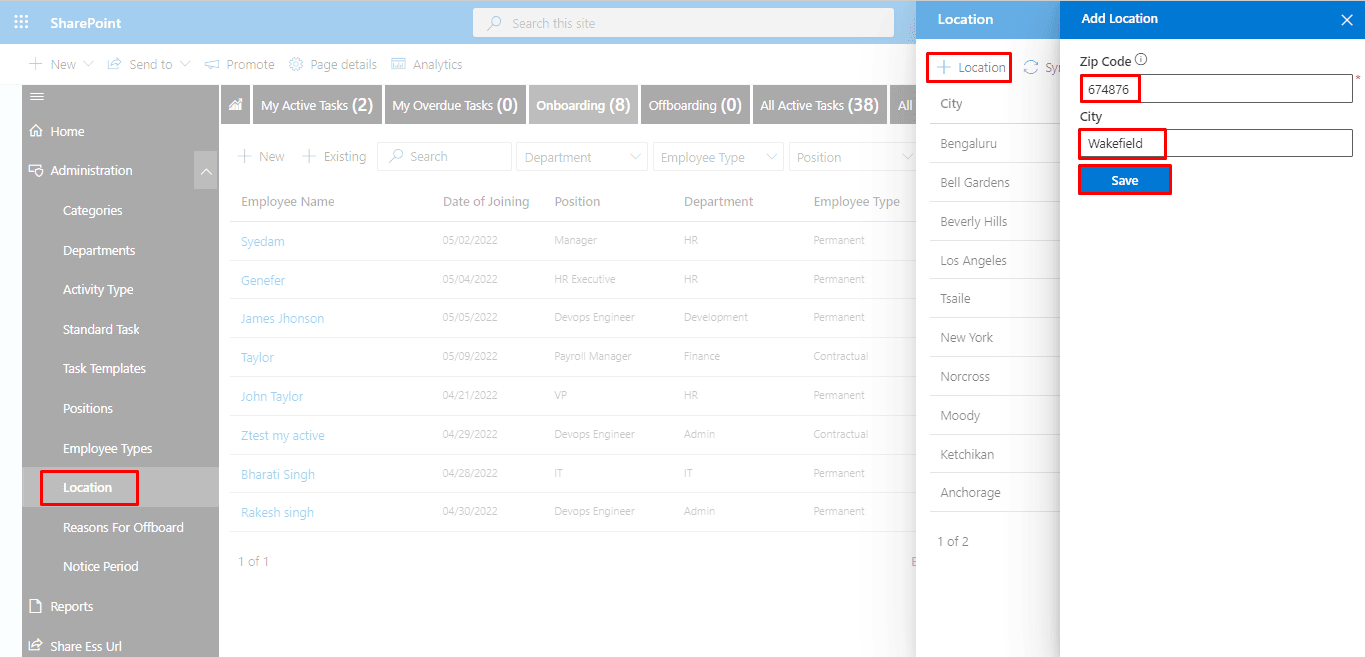 SharePoint
Search this site
Location
Add Location
New
Send to
Promote
Page details
Analytics
Location
Zip Code
*
674876
City
Wakefield
Save
Home
Administration
Categories
Departments
Activity Type
Standard Task
Task Templates
Positions
Employee Types
Location
Reasons For Offboard
Notice Period
Reports
Share Ess Url
My Active Tasks (2)
My Overdue Tasks (0)
Onboarding (8)
Offboarding (0)
All Active Tasks (38)
All
New
Existing
Search
Department
Employee Type
Position
Employee Name Date of Joining Position Department Employee Type
Syedam 05/02/2022 Manager HR Permanent
Genefer 05/04/2022 HR Executive HR Permanent
James Jhonson 05/05/2022 Devops Engineer Development Permanent
Taylor 05/09/2022 Payroll Manager Finance Contractual
John Taylor 04/21/2022 VP HR Permanent
Ztest my active 04/29/2022 Devops Engineer Admin Contractual
Bharati Singh 04/28/2022 IT IT Permanent
Rakesh singh 04/30/2022 Devops Engineer Admin Permanent
1 of 1
City
Bengaluru
Bell Gardens
Beverly Hills
Los Angeles
Tsaile
New York
Norcross
Moody
Ketchikan
Anchorage
1 of 2